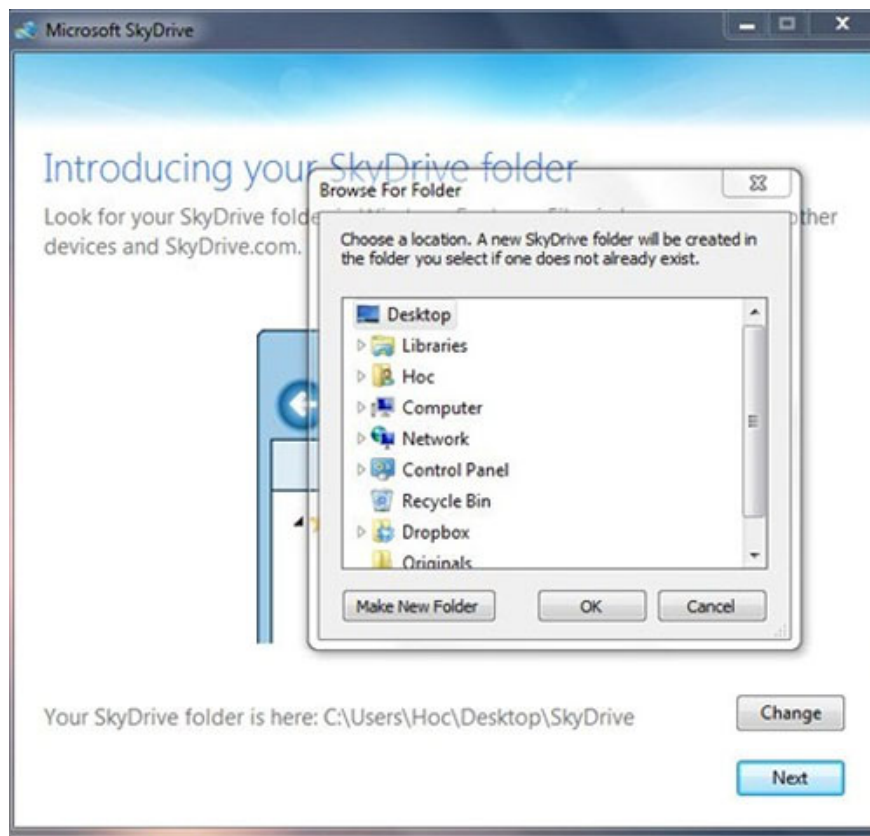 Microsoft SkyDrive
Introducing your SkyDrive folder
Browse For Folder
Look for your SkyDrive folde
other
devices and SkyDrive.com.
Choose a location. A new SkyDrive folder will be created in
the folder you select if one does not already exist.
Desktop
Libraries
Hoc
Computer
Network
Control Panel
Recycle Bin
Dropbox
Originals
Make New Folder
OK
Cancel
Your SkyDrive folder is here: C:\Users\Hoc\Desktop\SkyDrive
Change
Next